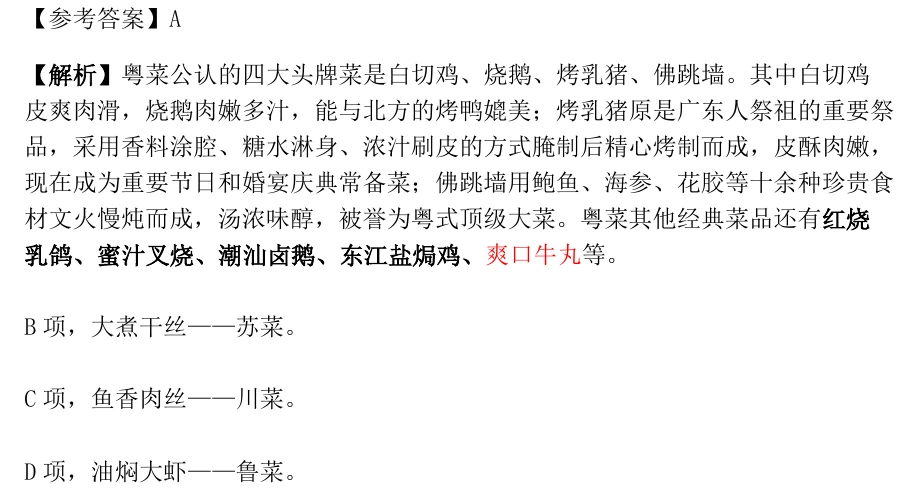 【参考答案】A
【解析】粤菜公认的四大头牌菜是白切鸡、烧鹅、烤乳猪、佛跳墙。其中白切鸡
皮爽肉滑，烧鹅肉嫩多汁，能与北方的烤鸭媲美；烤乳猪原是广东人祭祖的重要祭
品，采用香料涂腔、糖水淋身、浓汁刷皮的方式腌制后精心烤制而成，皮酥肉嫩，
现在成为重要节日和婚宴庆典常备菜；佛跳墙用鲍鱼、海参、花胶等十余种珍贵食
材文火慢炖而成，汤浓味醇，被誉为粤式顶级大菜。粤菜其他经典菜品还有红烧
乳鸽、蜜汁叉烧、潮汕卤鹅、东江盐焗鸡、爽口牛丸等。
B 项，大煮干丝——苏菜。
C 项，鱼香肉丝——川菜。
D 项，油焖大虾——鲁菜。